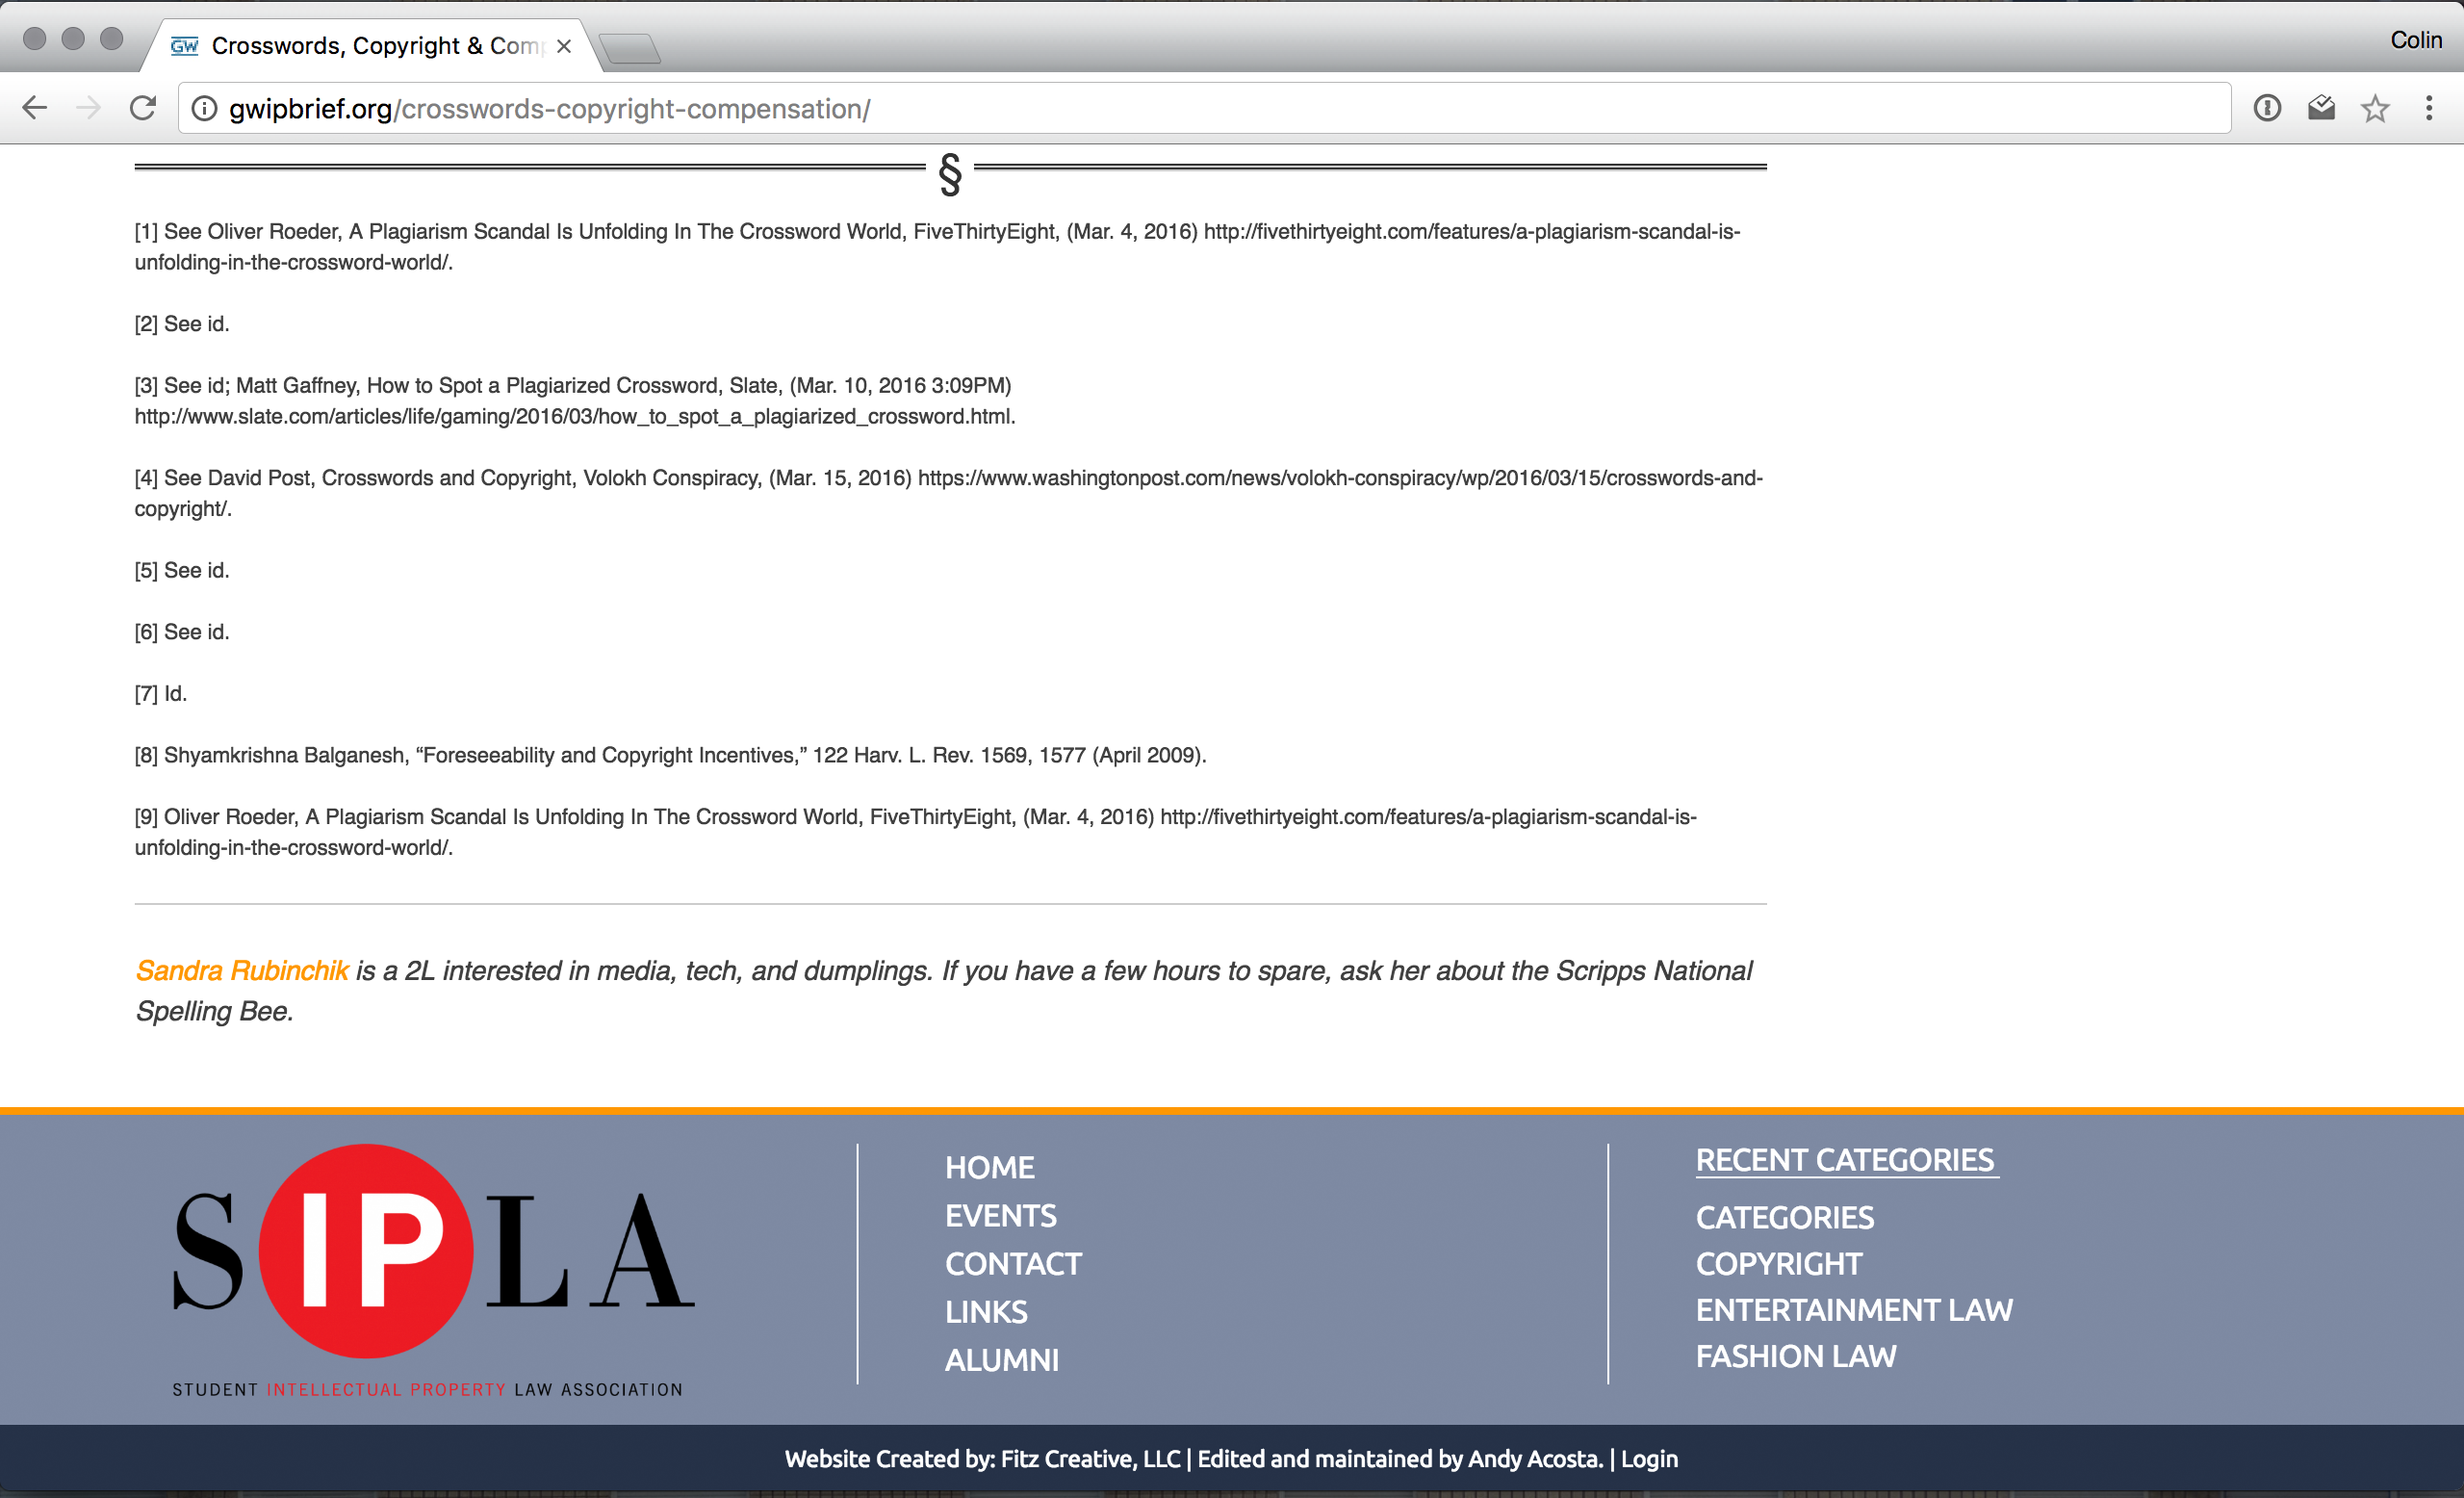 GW Crosswords, Copyright & Comp
Colin
gwipbrief.org/crosswords-copyright-compensation/
§
[1] See Oliver Roeder, A Plagiarism Scandal Is Unfolding In The Crossword World, FiveThirtyEight, (Mar. 4, 2016) http://fivethirtyeight.com/features/a-plagiarism-scandal-is-
unfolding-in-the-crossword-world/.
[2] See id.
[3] See id; Matt Gaffney, How to Spot a Plagiarized Crossword, Slate, (Mar. 10, 2016 3:09PM)
http://www.slate.com/articles/life/gaming/2016/03/how_to_spot_a_plagiarized_crossword.html.
[4] See David Post, Crosswords and Copyright, Volokh Conspiracy, (Mar. 15, 2016) https://www.washingtonpost.com/news/volokh-conspiracy/wp/2016/03/15/crosswords-and-
copyright/.
[5] See id.
[6] See id.
[7] Id.
[8] Shyamkrishna Balganesh, “Foreseeability and Copyright Incentives,” 122 Harv. L. Rev. 1569, 1577 (April 2009).
[9] Oliver Roeder, A Plagiarism Scandal Is Unfolding In The Crossword World, FiveThirtyEight, (Mar. 4, 2016) http://fivethirtyeight.com/features/a-plagiarism-scandal-is-
unfolding-in-the-crossword-world/.
Sandra Rubinchik is a 2L interested in media, tech, and dumplings. If you have a few hours to spare, ask her about the Scripps National
Spelling Bee.
SIPLA
STUDENT INTELLECTUAL PROPERTY LAW ASSOCIATION
HOME
EVENTS
CONTACT
LINKS
ALUMNI
RECENT CATEGORIES
CATEGORIES
COPYRIGHT
ENTERTAINMENT LAW
FASHION LAW
Website Created by: Fitz Creative, LLC | Edited and maintained by Andy Acosta. | Login